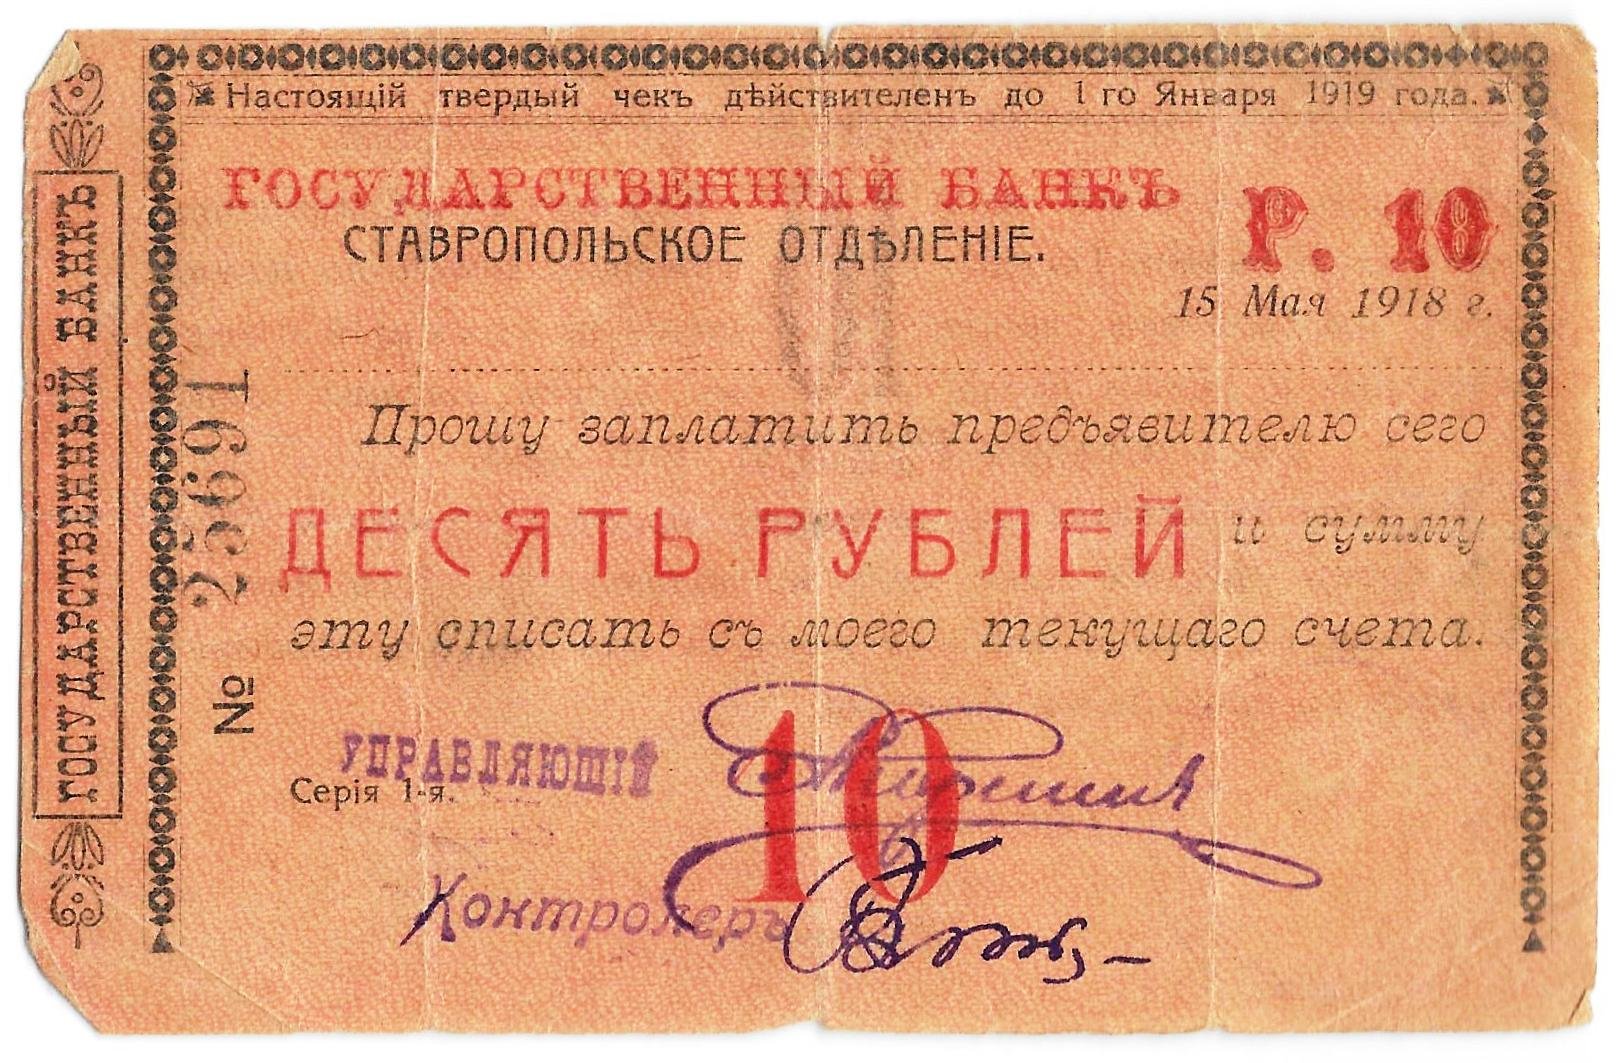 Настоящій твердый чекъ дѣйствителенъ до 1 го Января 1919 года.
ГОСУДАРСТВЕННЫЙ БАНКЪ
ГОСУДАРСТВЕННЫЙ БАНКЪ
СТАВРОПОЛЬСКОЕ ОТДѢЛЕНІЕ.
Р. 10
15 Мая 1918 г.
№ 25691
Прошу заплатить предъявителю сего
ДЕСЯТЬ РУБЛЕЙ и сумму
эту списать съ моего текущаго счета.
УПРАВЛЯЮЩІЙ
Серія 1-я.
10
Контролеръ